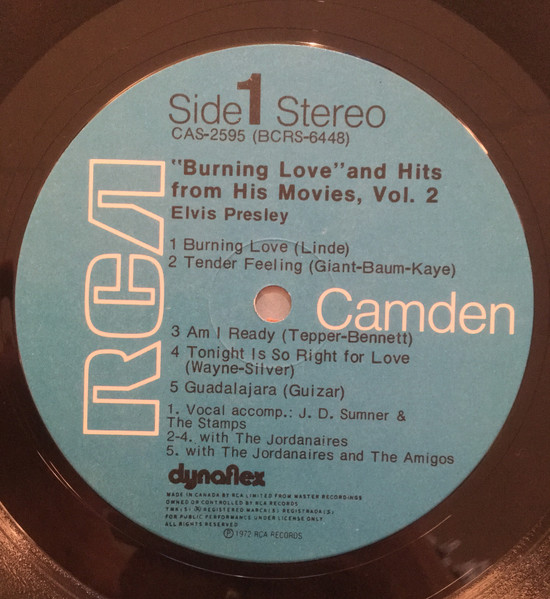 Side 1 Stereo
CAS-2595 (BCRS-6448)
"Burning Love" and Hits
from His Movies, Vol. 2
Elvis Presley
1 Burning Love (Linde)
2 Tender Feeling (Giant-Baum-Kaye)
RCA
Camden
3 Am I Ready (Tepper-Bennett)
4 Tonight Is So Right for Love
(Wayne-Silver)
5 Guadalajara (Guizar)
1. Vocal accomp.: J. D. Sumner &
The Stamps
2-4. with The Jordanaires
5. with The Jordanaires and The Amigos
dynaflex
MADE IN CANADA BY RCA LIMITED FROM MASTER RECORDINGS
OWNED OR CONTROLLED BY RCA RECORDS
REGISTERED MARCA(S) REGISTRADA(S)
FOR PUBLIC PERFORMANCE UNDER LICENSE ONLY
ALL RIGHTS RESERVED
℗ 1972 RCA RECORDS